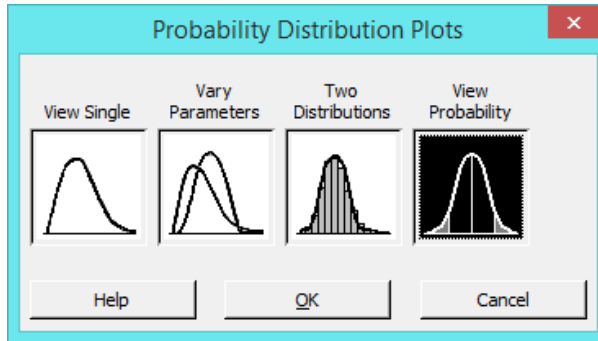 Probability Distribution Plots
View Single
Vary
Parameters
Two
Distributions
View
Probability
Help
OK
Cancel